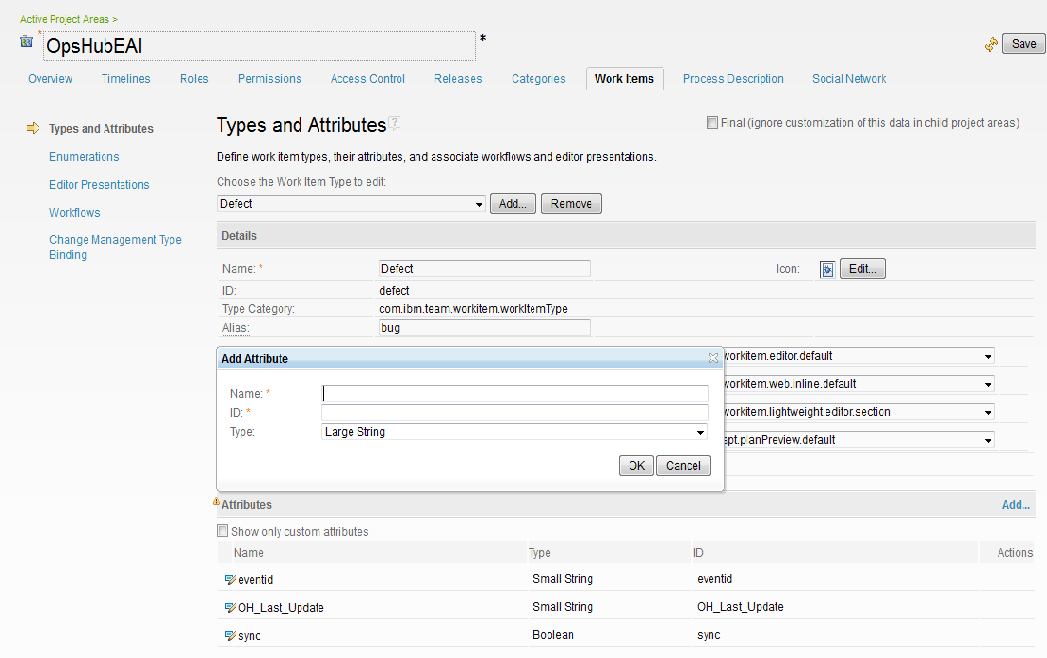 Active Project Areas >
* OpsHubEAI *
Save
Overview Timelines Roles Permissions Access Control Releases Categories Work Items Process Description Social Network
Types and Attributes
Enumerations
Editor Presentations
Workflows
Change Management Type
Binding
Types and Attributes ?
Final (ignore customization of this data in child project areas)
Define work item types, their attributes, and associate workflows and editor presentations.
Choose the Work Item Type to edit:
Defect Add... Remove
Details
Name: * Defect Icon: Edit...
ID: defect
Type Category: com.ibm.team.workitem.workItemType
Alias: bug
workitem.editor.default
workitem.web.inline.default
workitem.lightweight.editor.section
ept.planPreview.default
Add Attribute
Name: *
ID: *
Type: Large String
OK Cancel
Attributes Add...
Show only custom attributes
Name Type ID Actions
eventid Small String eventid
OH_Last_Update Small String OH_Last_Update
sync Boolean sync